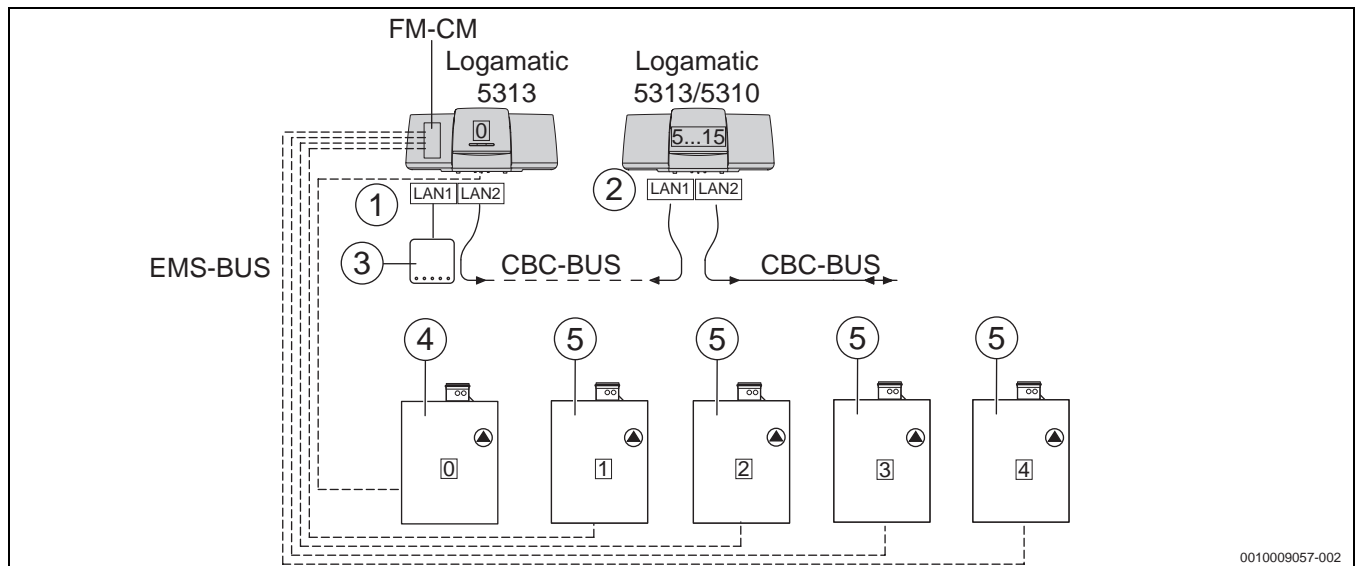 FM-CM
Logamatic
5313
Logamatic
5313/5310
0
5...15
1
LAN1
LAN2
2
LAN1
LAN2
EMS-BUS
3
CBC-BUS
CBC-BUS
4
5
5
5
5
0
1
2
3
4
0010009057-002